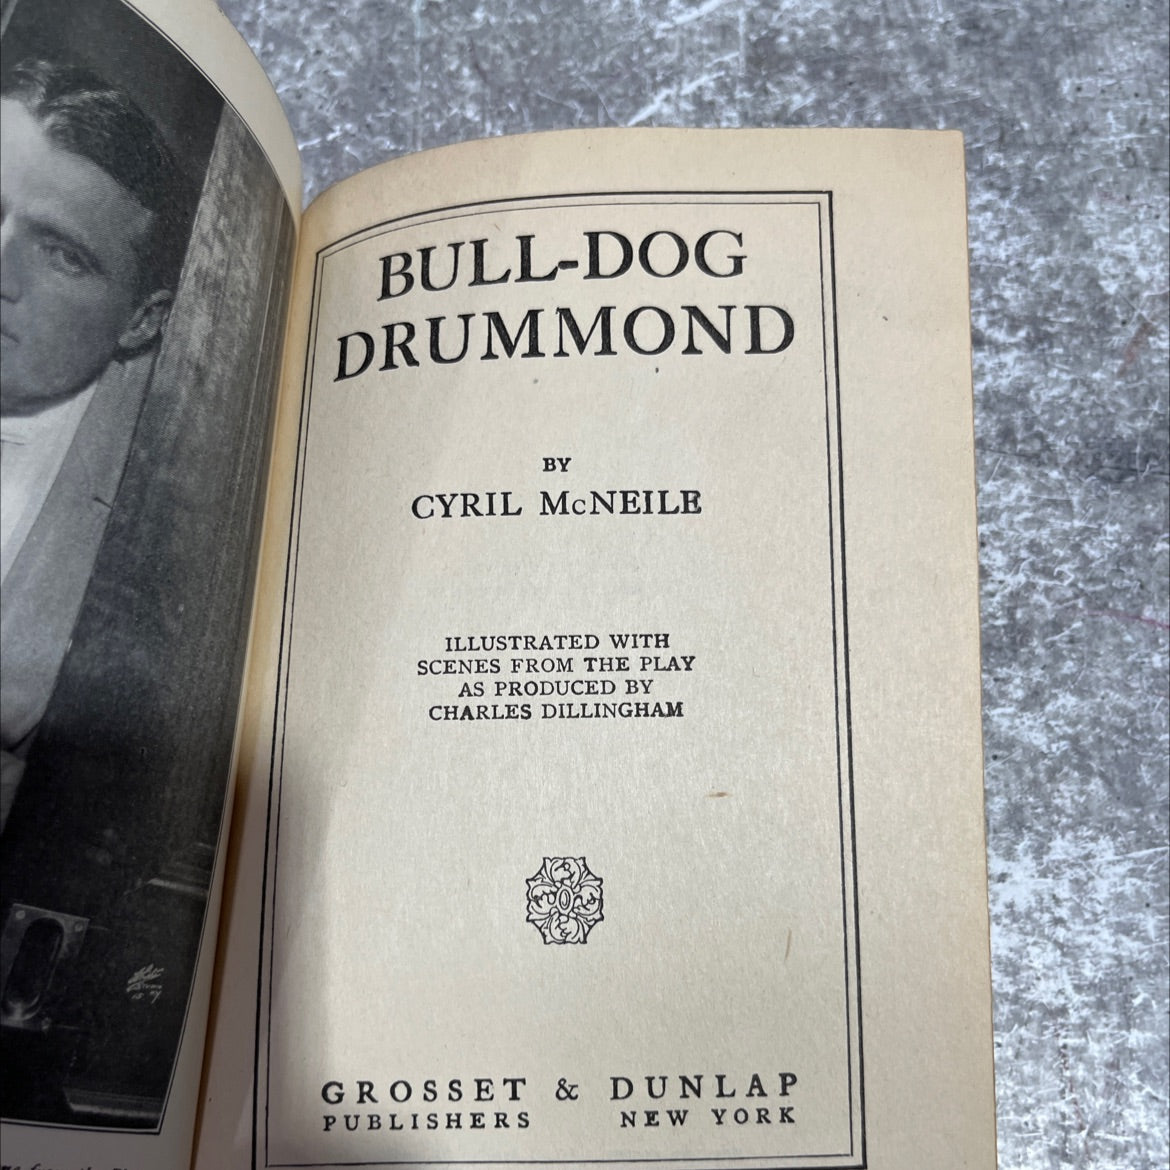 BULL-DOG
DRUMMOND
BY
CYRIL McNEILE
ILLUSTRATED WITH
SCENES FROM THE PLAY
AS PRODUCED BY
CHARLES DILLINGHAM
GROSSET & DUNLAP
PUBLISHERS NEW YORK